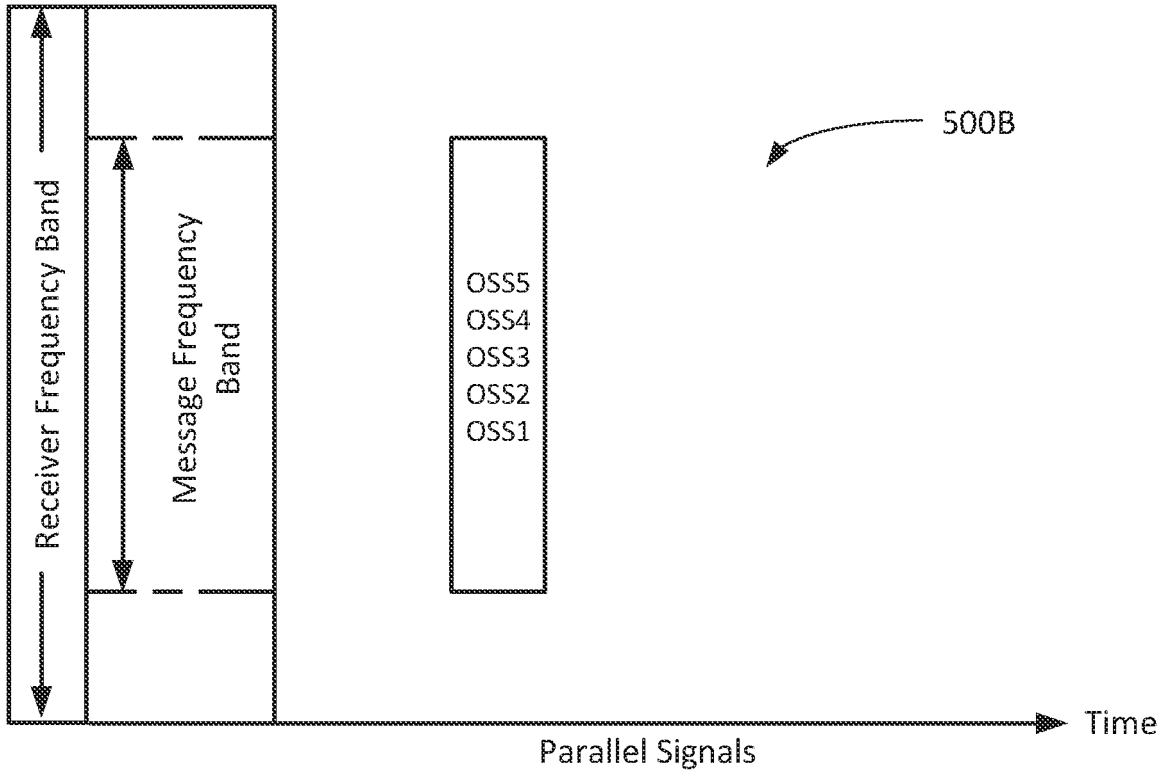 Receiver Frequency Band
Message Frequency
Band
OSS5
OSS4
OSS3
OSS2
OSS1
500B
Time
Parallel Signals